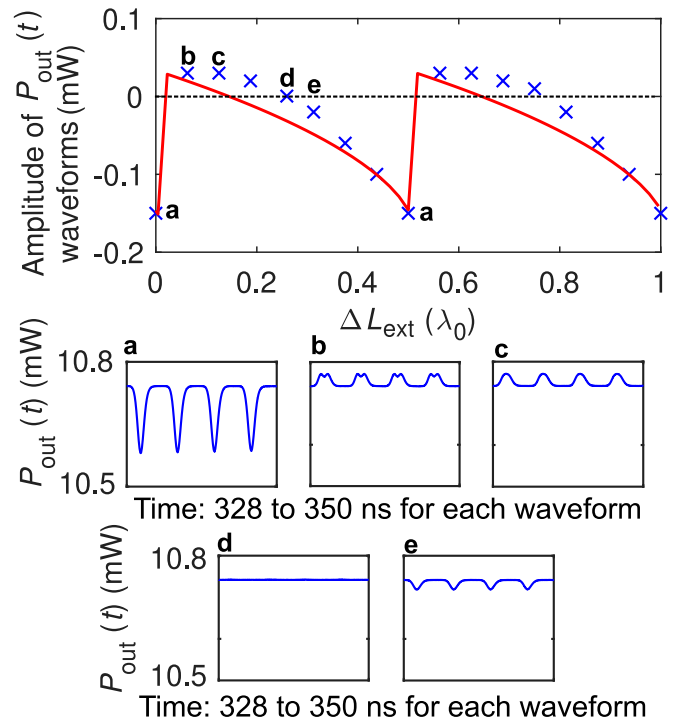 Amplitude of P_out (t)
waveforms (mW)
0.1
0
-0.1
-0.2
b c
d
e
a a
0 0.2 0.4 0.6 0.8 1
Δ L_ext (λ_0)
a b c
P_out (t) (mW)
10.8
10.5
Time: 328 to 350 ns for each waveform
d e
P_out (t) (mW)
10.8
10.5
Time: 328 to 350 ns for each waveform